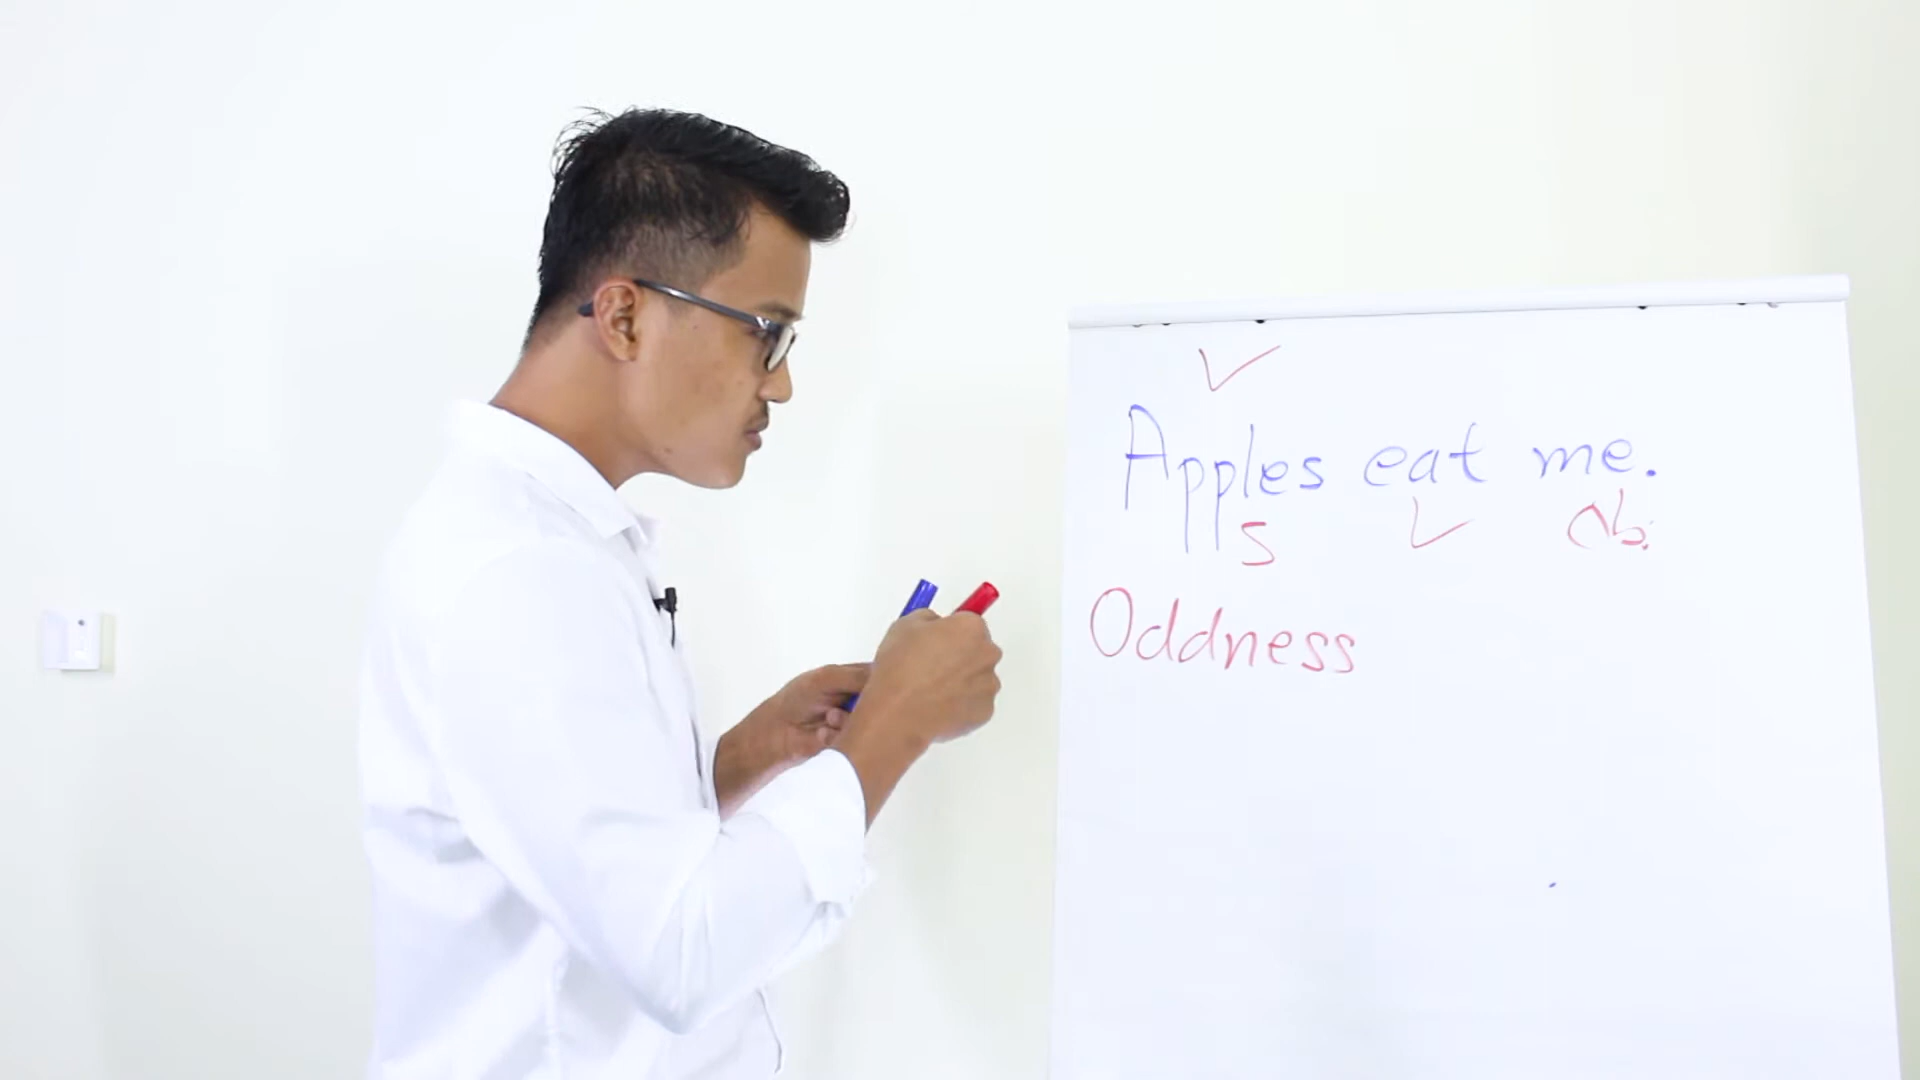 ✓
Apples eat me.
S ✓ Ob.
Oddness